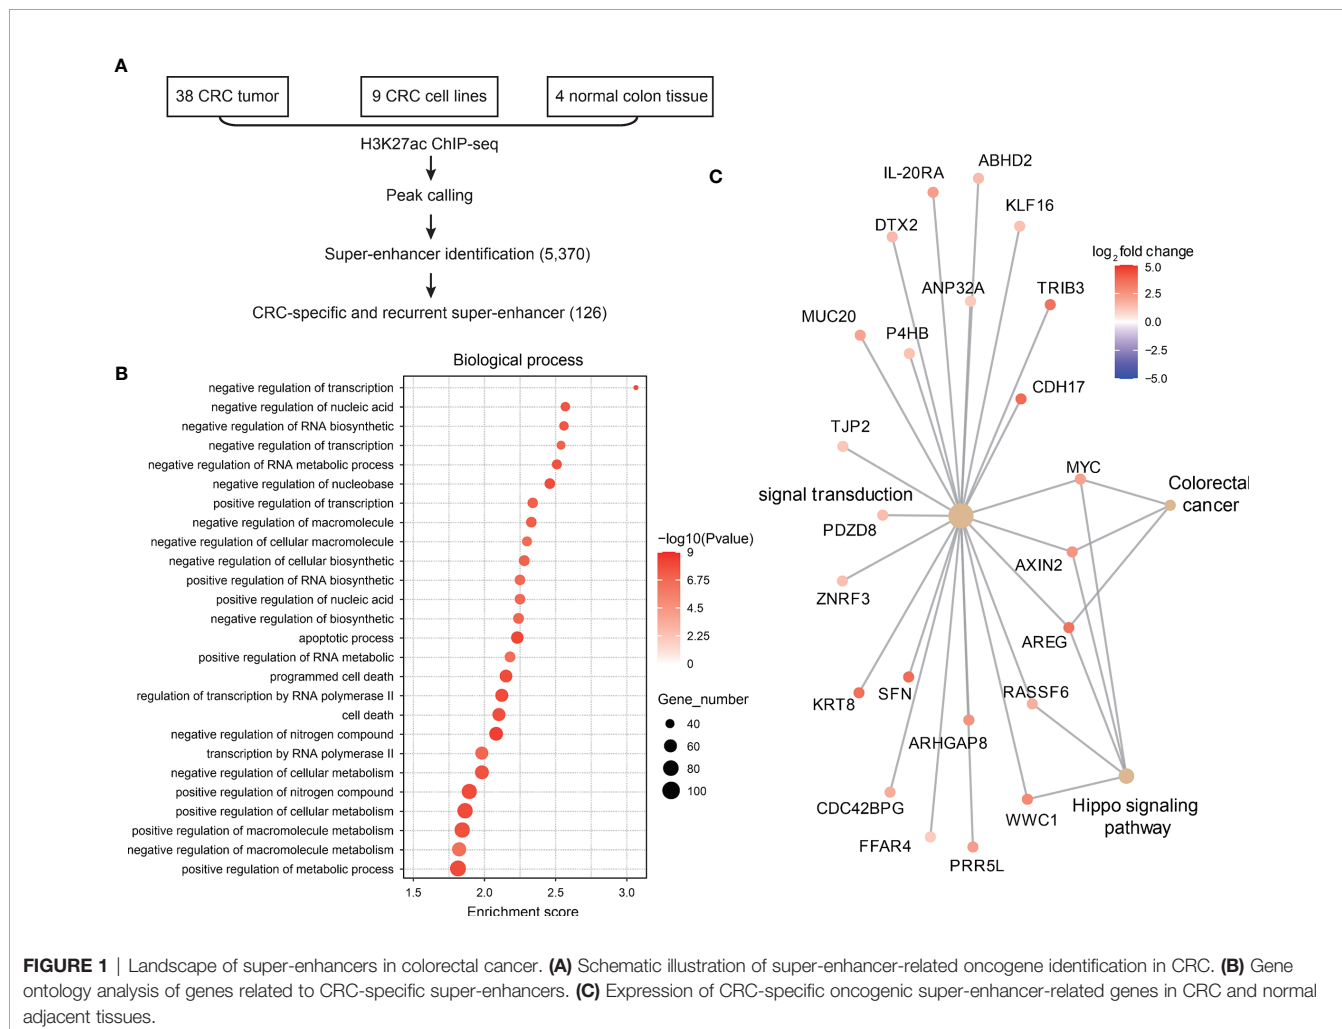 A
38 CRC tumor
9 CRC cell lines
4 normal colon tissue
H3K27ac ChIP-seq
Peak calling
Super-enhancer identification (5,370)
CRC-specific and recurrent super-enhancer (126)
B
Biological process
negative regulation of transcription
negative regulation of nucleic acid
negative regulation of RNA biosynthetic
negative regulation of transcription
negative regulation of RNA metabolic process
negative regulation of nucleobase
positive regulation of transcription
negative regulation of macromolecule
negative regulation of cellular macromolecule
negative regulation of cellular biosynthetic
positive regulation of RNA biosynthetic
positive regulation of nucleic acid
negative regulation of biosynthetic
apoptotic process
positive regulation of RNA metabolic
programmed cell death
regulation of transcription by RNA polymerase II
cell death
negative regulation of nitrogen compound
transcription by RNA polymerase II
negative regulation of cellular metabolism
positive regulation of nitrogen compound
positive regulation of cellular metabolism
positive regulation of macromolecule metabolism
negative regulation of macromolecule metabolism
positive regulation of metabolic process
1.5 2.0 2.5 3.0
Enrichment score
−log10(Pvalue)
9
6.75
4.5
2.25
0
Gene_number
40
60
80
100
C
ABHD2
IL-20RA
KLF16
DTX2
ANP32A
TRIB3
MUC20
P4HB
CDH17
TJP2
MYC
signal transduction
PDZD8
Colorectal
cancer
AXIN2
ZNRF3
AREG
KRT8
SFN
RASSF6
ARHGAP8
CDC42BPG
WWC1
Hippo signaling
pathway
FFAR4
PRR5L
log2fold change
5.0
2.5
0.0
−2.5
−5.0
FIGURE 1 | Landscape of super-enhancers in colorectal cancer. (A) Schematic illustration of super-enhancer-related oncogene identification in CRC. (B) Gene
ontology analysis of genes related to CRC-specific super-enhancers. (C) Expression of CRC-specific oncogenic super-enhancer-related genes in CRC and normal
adjacent tissues.